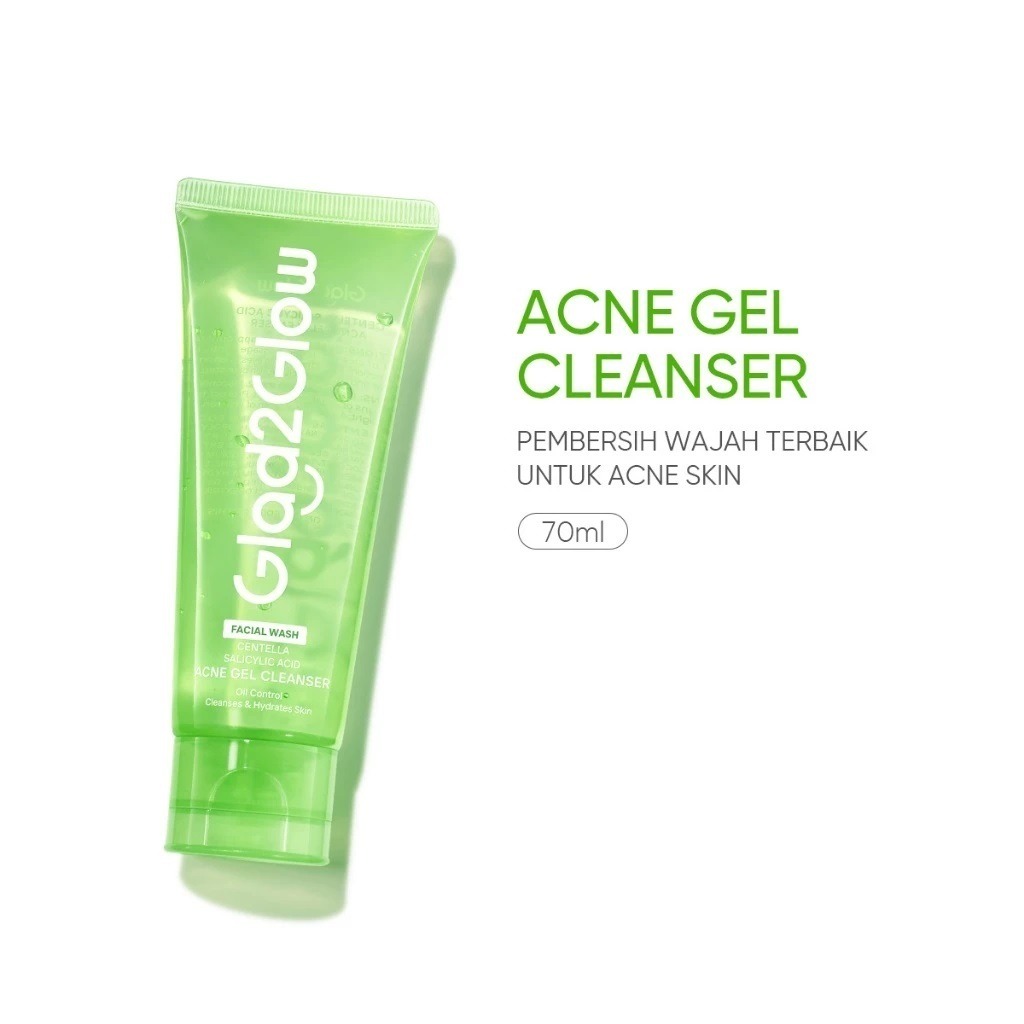 Glad2Glow
FACIAL WASH
CENTELLA
SALICYLIC ACID
ACNE GEL CLEANSER
Oil Control
Cleanses & Hydrates Skin
ACNE GEL
CLEANSER
PEMBERSIH WAJAH TERBAIK
UNTUK ACNE SKIN
70ml